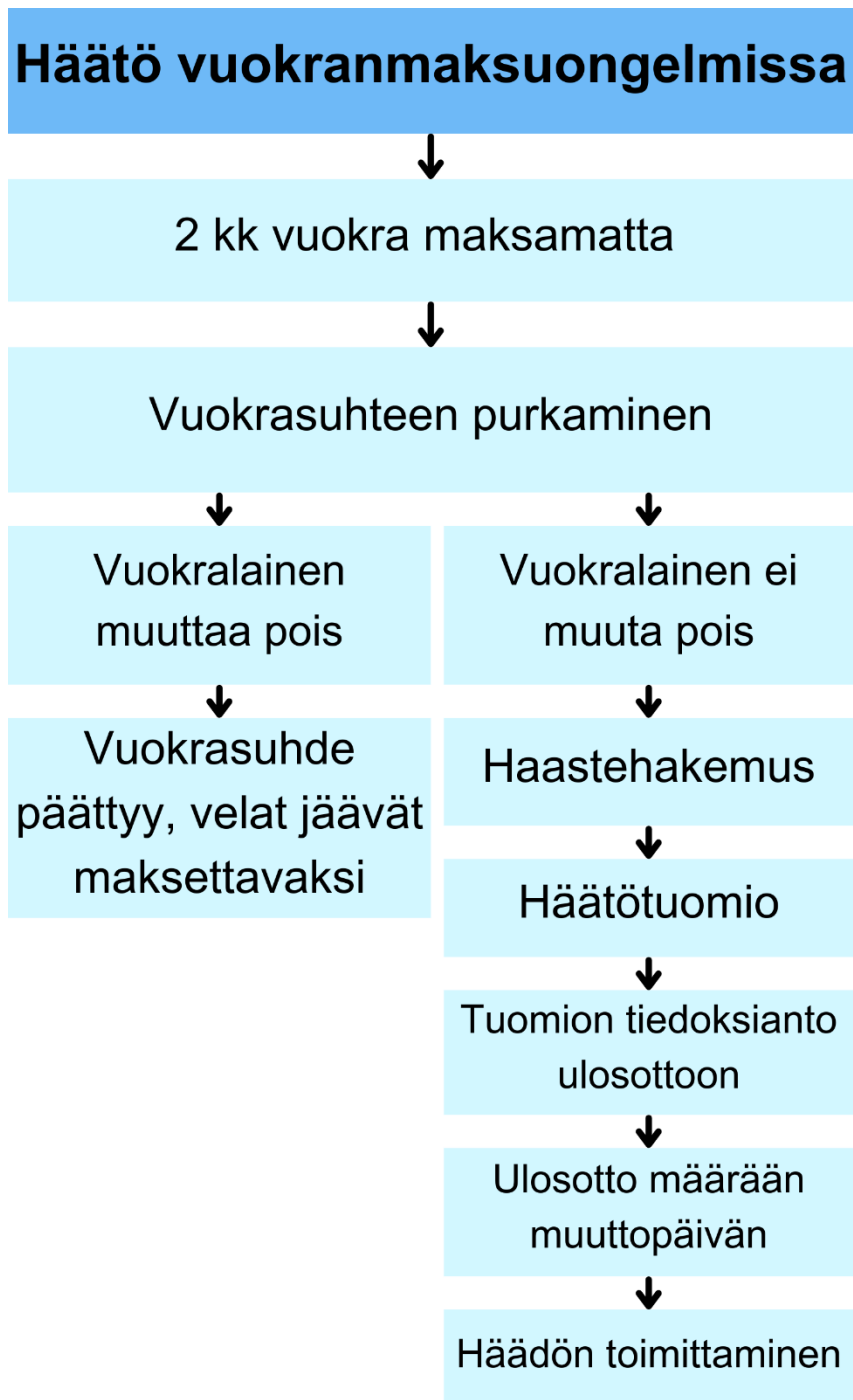 Häätö vuokranmaksuongelmissa
2 kk vuokra maksamatta
Vuokrasuhteen purkaminen
Vuokralainen
muuttaa pois
Vuokrasuhde
päättyy, velat jäävät
maksettavaksi
Vuokralainen ei
muuta pois
Haastehakemus
Häätötuomio
Tuomion tiedoksianto
ulosottoon
Ulosotto määrään
muuttopäivän
Häädön toimittaminen